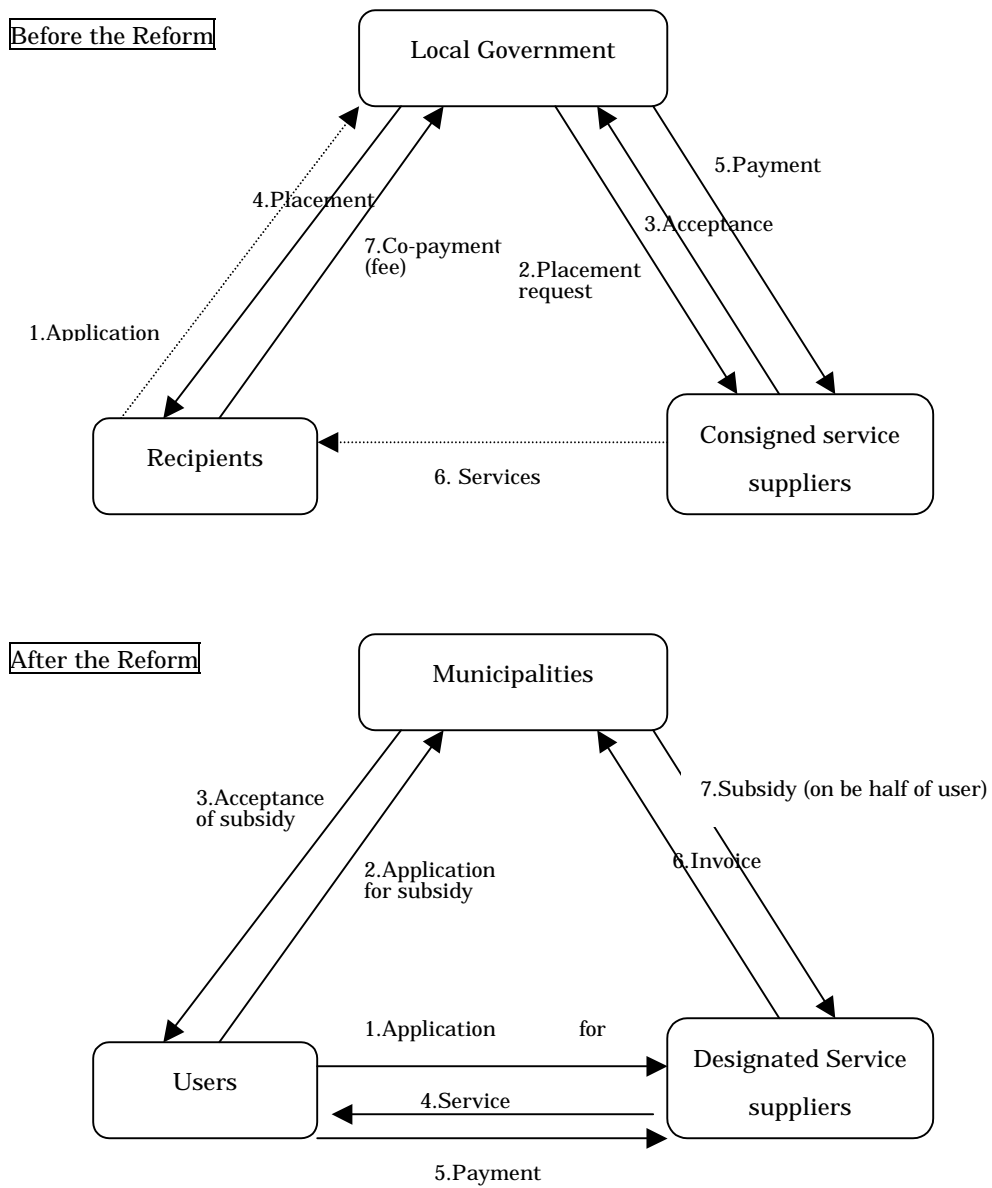 Before the Reform
Local Government
5.Payment
4.Placement
3.Acceptance
7.Co-payment
(fee)
2.Placement
request
1.Application
Recipients
Consigned service
suppliers
6. Services
After the Reform
Municipalities
3.Acceptance
of subsidy
7.Subsidy (on be half of user)
2.Application
for subsidy
6.Invoice
1.Application for
Users
Designated Service
suppliers
4.Service
5.Payment